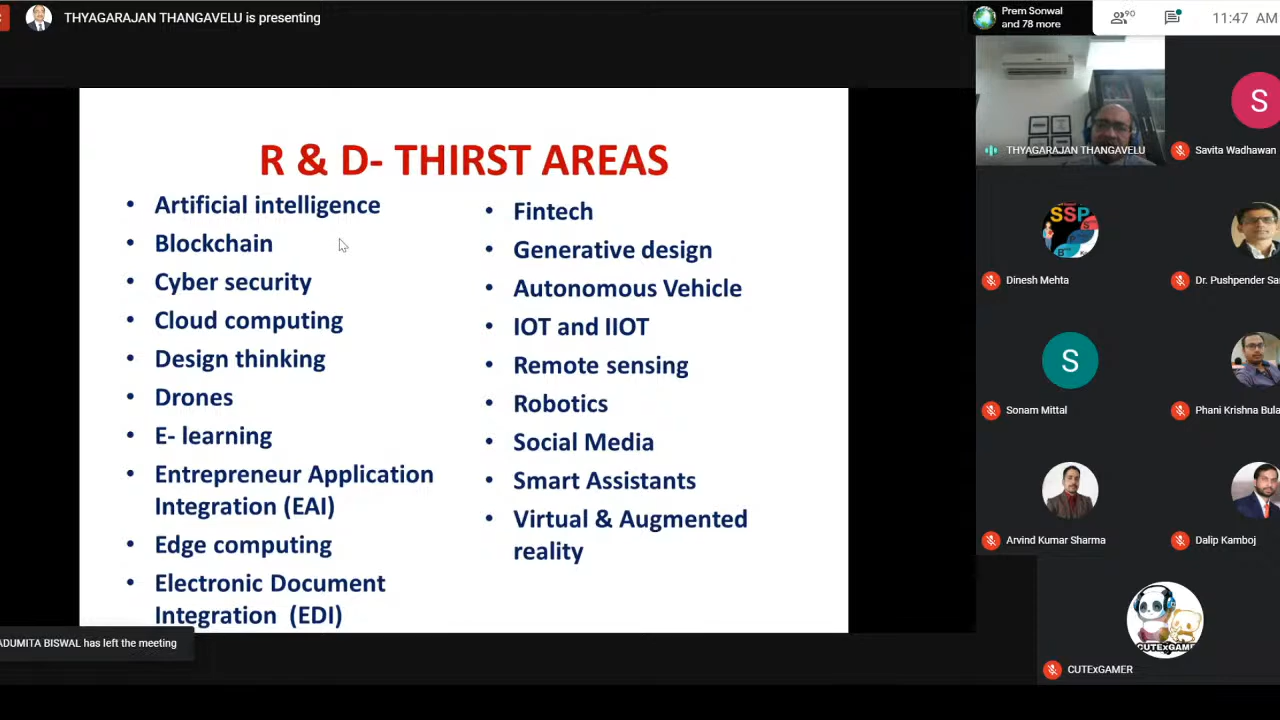 THYAGARAJAN THANGAVELU is presenting
Prem Sonwal
and 78 more
90
11:47 AM
R & D- THIRST AREAS
• Artificial intelligence
• Blockchain
• Cyber security
• Cloud computing
• Design thinking
• Drones
• E- learning
• Entrepreneur Application
Integration (EAI)
• Edge computing
• Electronic Document
Integration (EDI)
• Fintech
• Generative design
• Autonomous Vehicle
• IOT and IIOT
• Remote sensing
• Robotics
• Social Media
• Smart Assistants
• Virtual & Augmented
reality
THYAGARAJAN THANGAVELU
S
Savita Wadhawan
SSP
Dinesh Mehta
Dr. Pushpender Sar
S
Sonam Mittal
Phani Krishna Bula
Arvind Kumar Sharma
Dalip Kamboj
CUTExGAMER
CUTExGAMER
ADUMITA BISWAL has left the meeting